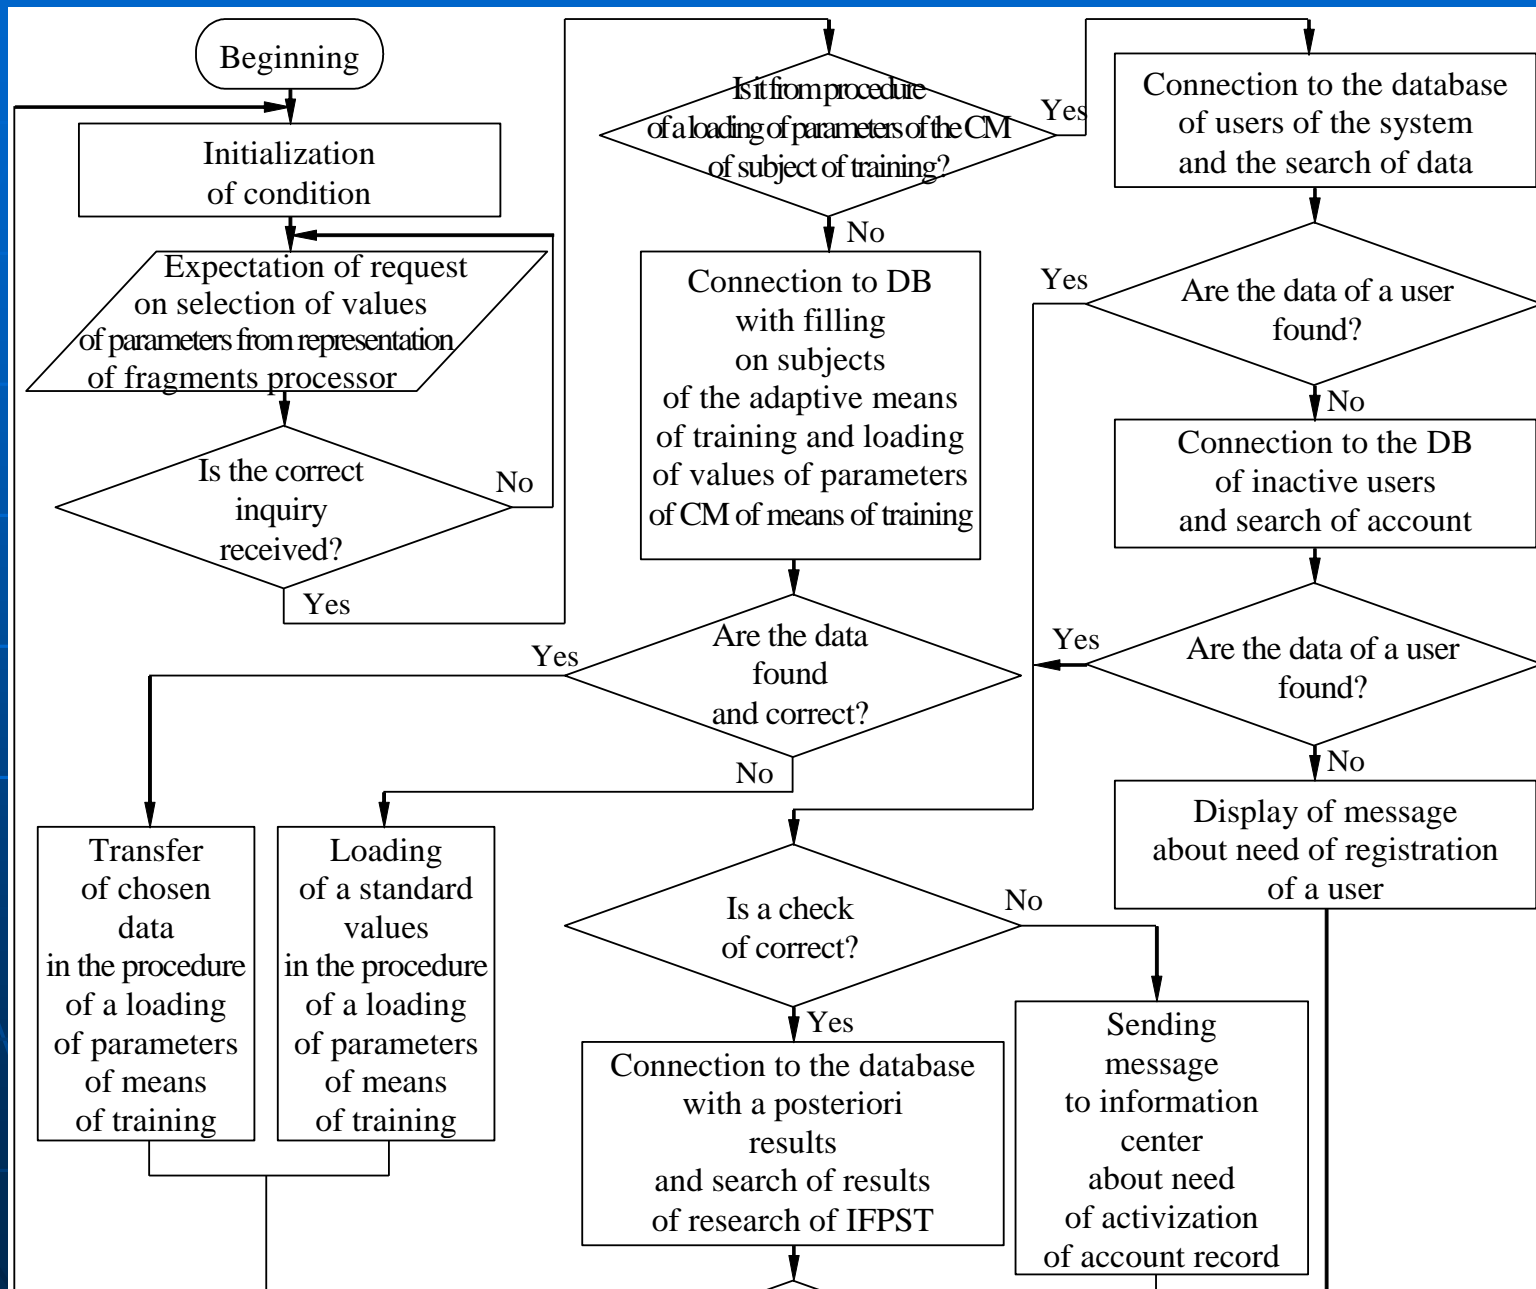 Beginning
Initialization
of condition
Expectation of request
on selection of values
of parameters from representation
of fragments processor
Is the correct
inquiry
received?
No
Yes
Is it from procedure
of a loading of parameters of the CM
of subject of training?
Yes
No
Connection to DB
with filling
on subjects
of the adaptive means
of training and loading
of values of parameters
of CM of means of training
Are the data
found
and correct?
Yes
No
Transfer
of chosen
data
in the procedure
of a loading
of parameters
of means
of training
Loading
of a standard
values
in the procedure
of a loading
of parameters
of means
of training
Connection to the database
of users of the system
and the search of data
Are the data of a user
found?
Yes
No
Connection to the DB
of inactive users
and search of account
Are the data of a user
found?
Yes
No
Display of message
about need of registration
of a user
Is a check
of correct?
No
Yes
Connection to the database
with a posteriori
results
and search of results
of research of IFPST
Sending
message
to information
center
about need
of activization
of account record